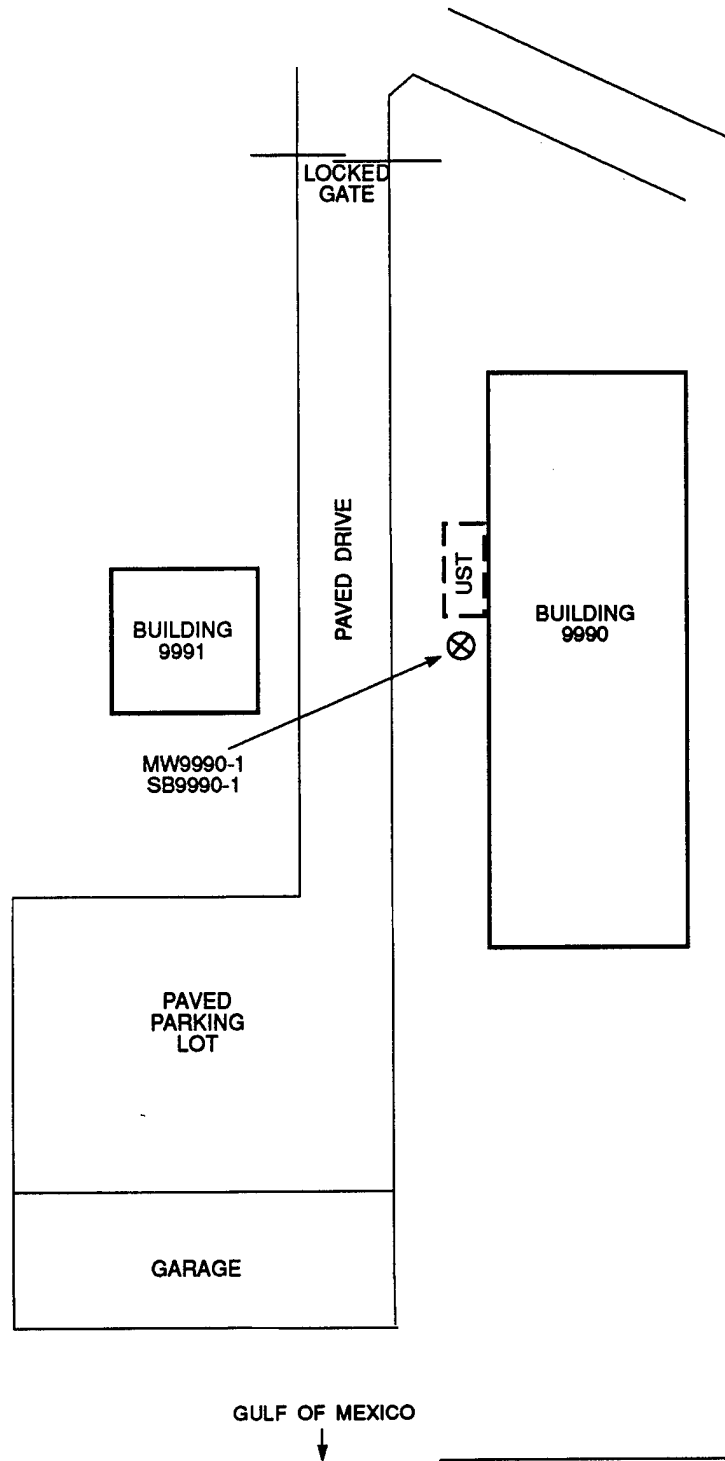 LOCKED
GATE
PAVED DRIVE
UST
BUILDING
9991
BUILDING
9990
MW9990-1
SB9990-1
PAVED
PARKING
LOT
GARAGE
GULF OF MEXICO